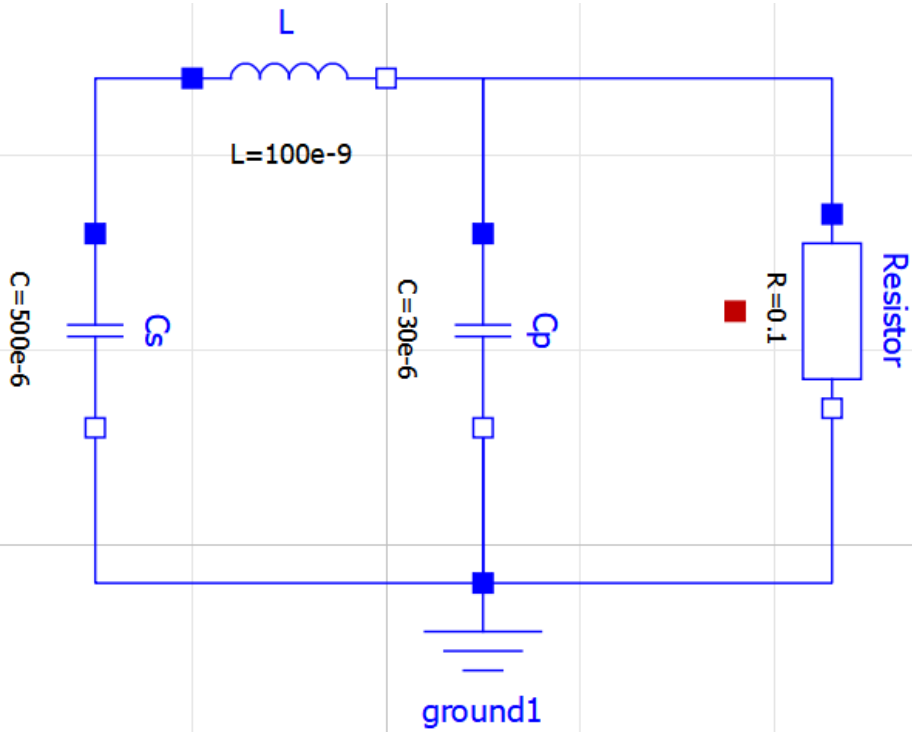 L
L=100e-9
C=500e-6
Cs
C=30e-6
Cp
R=0.1
Resistor
ground1